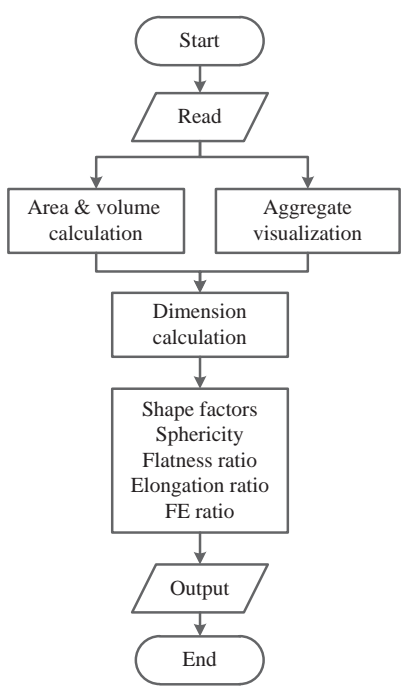 Start
Read
Area & volume
calculation
Aggregate
visualization
Dimension
calculation
Shape factors
Sphericity
Flatness ratio
Elongation ratio
FE ratio
Output
End